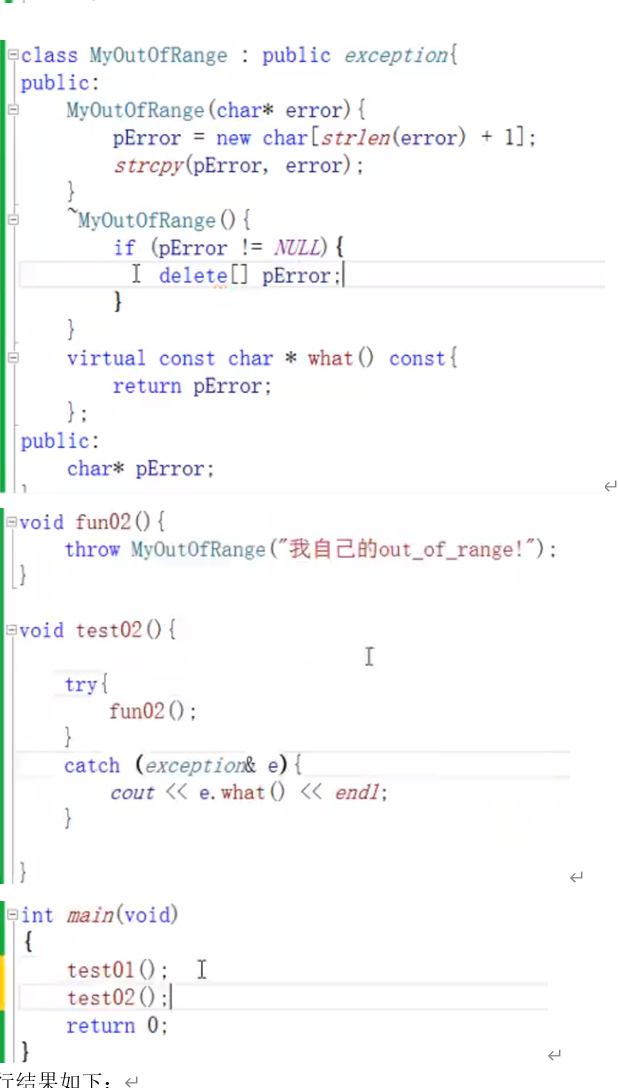 class MyOutOfRange : public exception{
public:
    MyOutOfRange(char* error){
        pError = new char[strlen(error) + 1];
        strcpy(pError, error);
    }
    ~MyOutOfRange(){
        if (pError != NULL){
            delete[] pError;
        }
    }
    virtual const char * what() const{
        return pError;
    };
public:
    char* pError;
void fun02(){
    throw MyOutOfRange("我自己的out_of_range!");
}
void test02(){
    try{
        fun02();
    }
    catch (exception& e){
        cout << e.what() << endl;
    }
}
int main(void)
{
    test01();
    test02();
    return 0;
}
行结果如下：